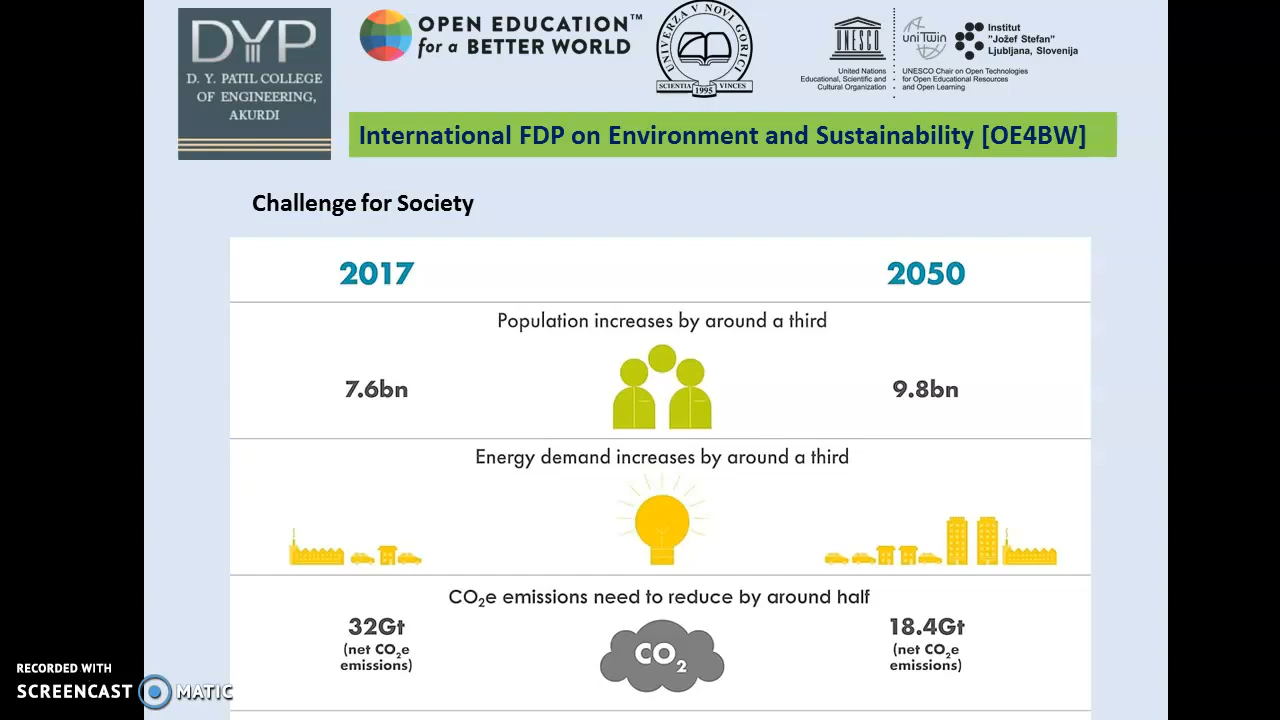 DYP
D. Y. PATIL COLLEGE
OF ENGINEERING,
AKURDI
OPEN EDUCATION™
for a BETTER WORLD
UNIVERZA V NOVI GORICI
SCIENTIA VINCES
1995
UNESCO
United Nations
Educational, Scientific and
Cultural Organization
uniTwin
Institut
"Jožef Stefan"
Ljubljana, Slovenija
UNESCO Chair on Open Technologies
for Open Educational Resources
and Open Learning
International FDP on Environment and Sustainability [OE4BW]
Challenge for Society
2017 2050
Population increases by around a third
7.6bn 9.8bn
Energy demand increases by around a third
CO₂e emissions need to reduce by around half
32Gt 18.4Gt
(net CO₂e (net CO₂e
emissions) emissions)
CO₂
RECORDED WITH
SCREENCAST MATIC